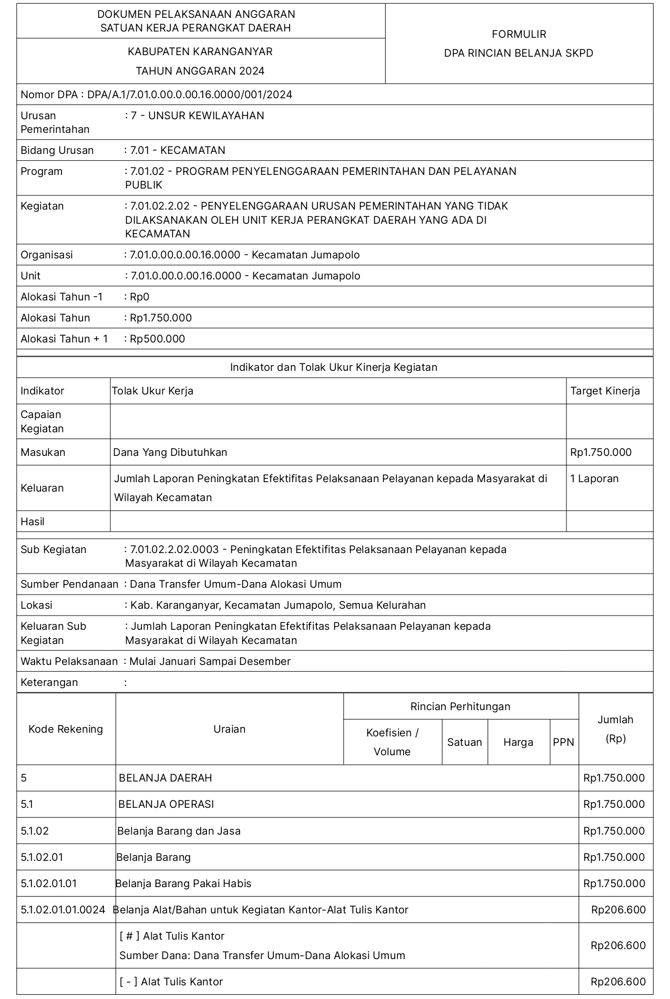 DOKUMEN PELAKSANAAN ANGGARAN
SATUAN KERJA PERANGKAT DAERAH
KABUPATEN KARANGANYAR
TAHUN ANGGARAN 2024
FORMULIR
DPA RINCIAN BELANJA SKPD
Nomor DPA : DPA/A.1/7.01.0.00.0.00.16.0000/001/2024
Urusan : 7 - UNSUR KEWILAYAHAN
Pemerintahan
Bidang Urusan : 7.01 - KECAMATAN
Program : 7.01.02 - PROGRAM PENYELENGGARAAN PEMERINTAHAN DAN PELAYANAN
PUBLIK
Kegiatan : 7.01.02.2.02 - PENYELENGGARAAN URUSAN PEMERINTAHAN YANG TIDAK
DILAKSANAKAN OLEH UNIT KERJA PERANGKAT DAERAH YANG ADA DI
KECAMATAN
Organisasi : 7.01.0.00.0.00.16.0000 - Kecamatan Jumapolo
Unit : 7.01.0.00.0.00.16.0000 - Kecamatan Jumapolo
Alokasi Tahun -1 : Rp0
Alokasi Tahun : Rp1.750.000
Alokasi Tahun + 1 : Rp500.000
Indikator dan Tolak Ukur Kinerja Kegiatan
Indikator Tolak Ukur Kerja Target Kinerja
Capaian
Kegiatan
Masukan Dana Yang Dibutuhkan Rp1.750.000
Keluaran Jumlah Laporan Peningkatan Efektifitas Pelaksanaan Pelayanan kepada Masyarakat di 1 Laporan
Wilayah Kecamatan
Hasil
Sub Kegiatan : 7.01.02.2.02.0003 - Peningkatan Efektifitas Pelaksanaan Pelayanan kepada
Masyarakat di Wilayah Kecamatan
Sumber Pendanaan : Dana Transfer Umum-Dana Alokasi Umum
Lokasi : Kab. Karanganyar, Kecamatan Jumapolo, Semua Kelurahan
Keluaran Sub : Jumlah Laporan Peningkatan Efektifitas Pelaksanaan Pelayanan kepada
Kegiatan Masyarakat di Wilayah Kecamatan
Waktu Pelaksanaan : Mulai Januari Sampai Desember
Keterangan :
Kode Rekening Uraian Rincian Perhitungan Jumlah
(Rp)
Koefisien /
Volume Satuan Harga PPN
5 BELANJA DAERAH Rp1.750.000
5.1 BELANJA OPERASI Rp1.750.000
5.1.02 Belanja Barang dan Jasa Rp1.750.000
5.1.02.01 Belanja Barang Rp1.750.000
5.1.02.01.01 Belanja Barang Pakai Habis Rp1.750.000
5.1.02.01.01.0024 Belanja Alat/Bahan untuk Kegiatan Kantor-Alat Tulis Kantor Rp206.600
[ # ] Alat Tulis Kantor
Sumber Dana: Dana Transfer Umum-Dana Alokasi Umum Rp206.600
[ - ] Alat Tulis Kantor Rp206.600